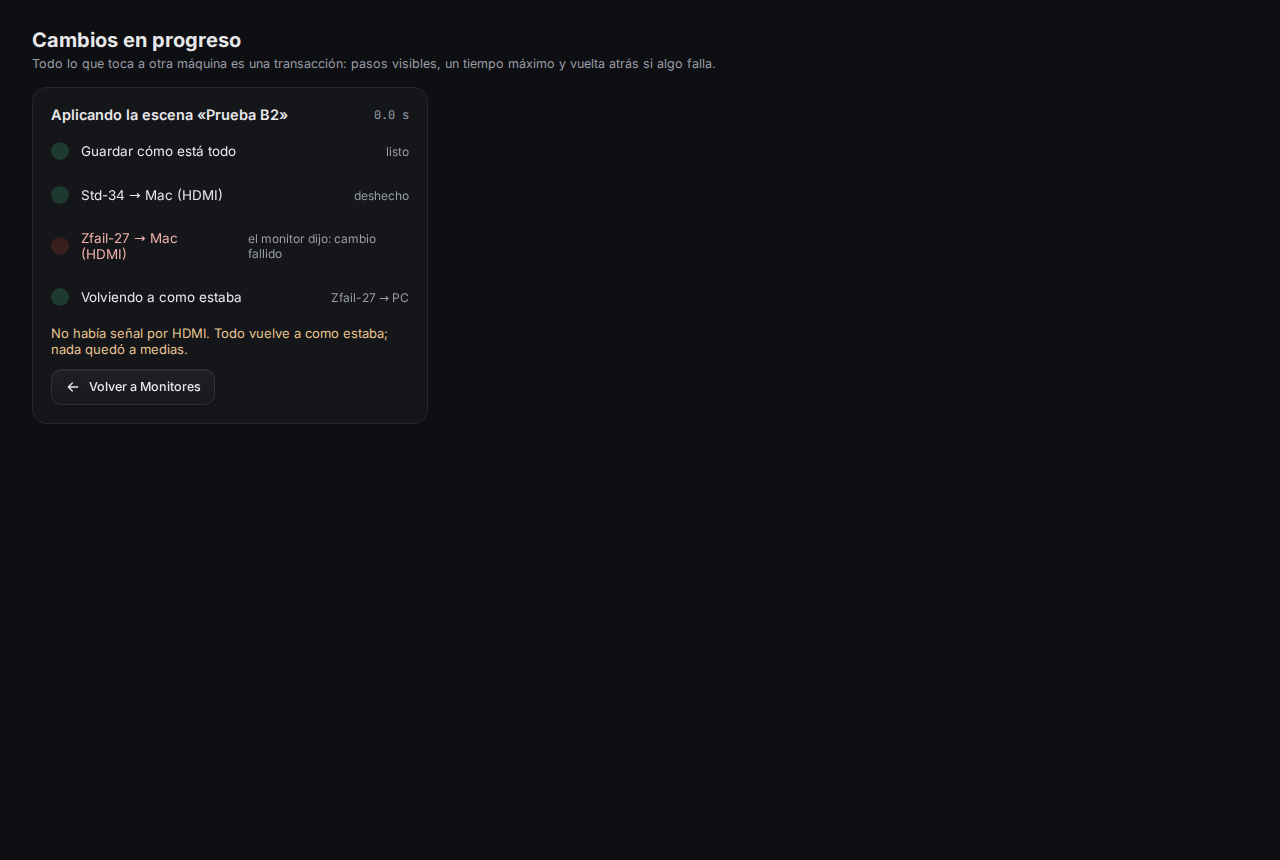 Cambios en progreso
Todo lo que toca a otra máquina es una transacción: pasos visibles, un tiempo máximo y vuelta atrás si algo falla.
Aplicando la escena «Prueba B2» 0.0 s
Guardar cómo está todo listo
Std-34 → Mac (HDMI) deshecho
Zfail-27 → Mac (HDMI) el monitor dijo: cambio fallido
Volviendo a como estaba Zfail-27 → PC
No había señal por HDMI. Todo vuelve a como estaba;
nada quedó a medias.
← Volver a Monitores